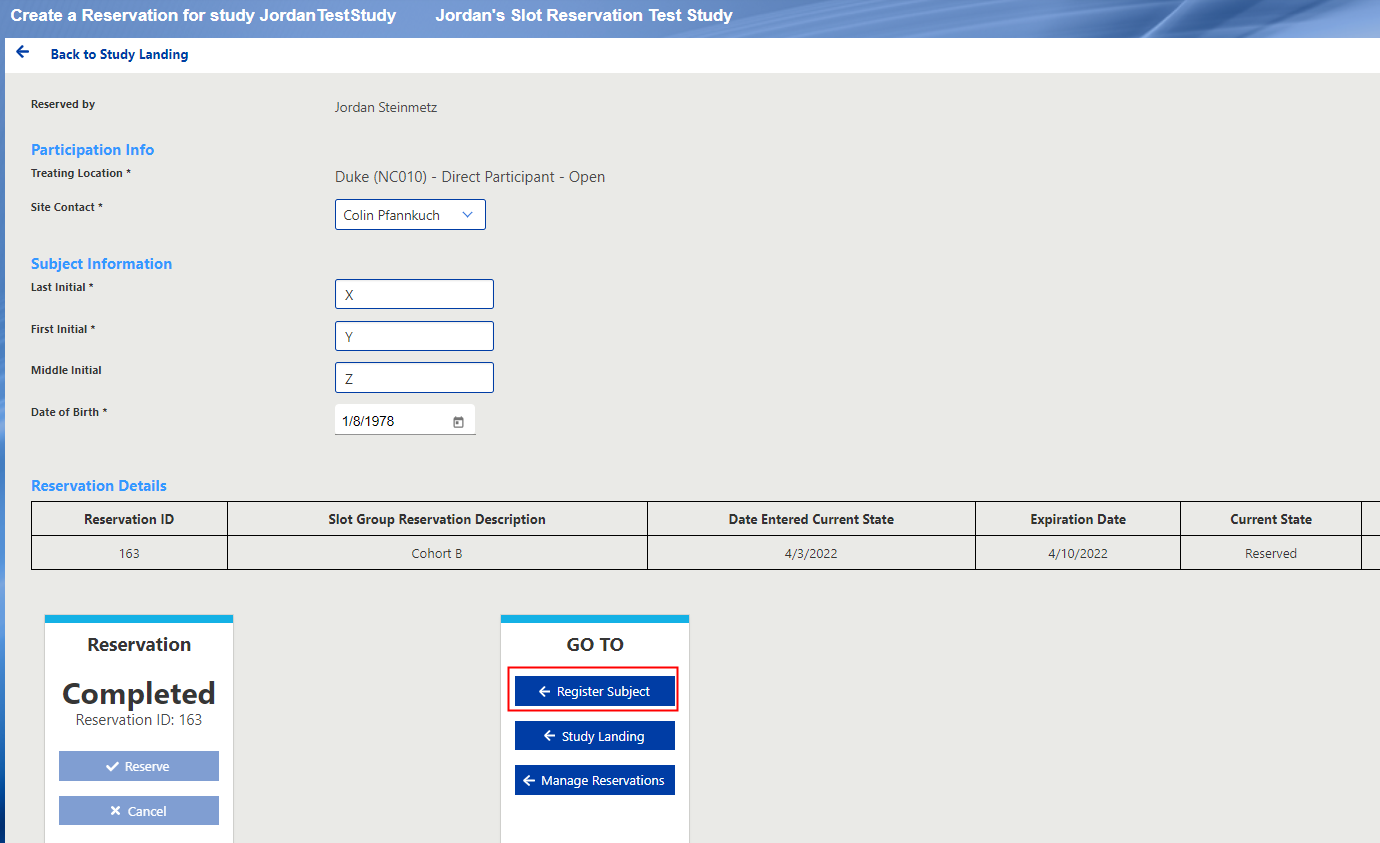 Create a Reservation for study JordanTestStudy Jordan's Slot Reservation Test Study
Back to Study Landing
Reserved by Jordan Steinmetz
Participation Info
Treating Location * Duke (NC010) - Direct Participant - Open
Site Contact * Colin Pfannkuch
Subject Information
Last Initial * X
First Initial * Y
Middle Initial Z
Date of Birth * 1/8/1978
Reservation Details
Reservation ID Slot Group Reservation Description Date Entered Current State Expiration Date Current State
163 Cohort B 4/3/2022 4/10/2022 Reserved
Reservation
Completed
Reservation ID: 163
Reserve
Cancel
GO TO
Register Subject
Study Landing
Manage Reservations